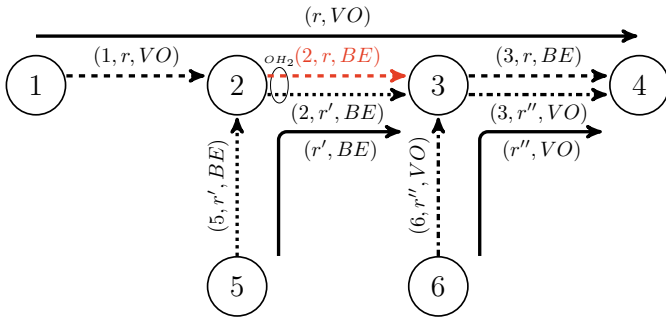 (r, VO)
(1, r, VO)
OH₂
(2, r, BE)
(3, r, BE)
1
2
3
4
(2, r′, BE)
(3, r″, VO)
(r′, BE)
(r″, VO)
(5, r′, BE)
(6, r″, VO)
5
6